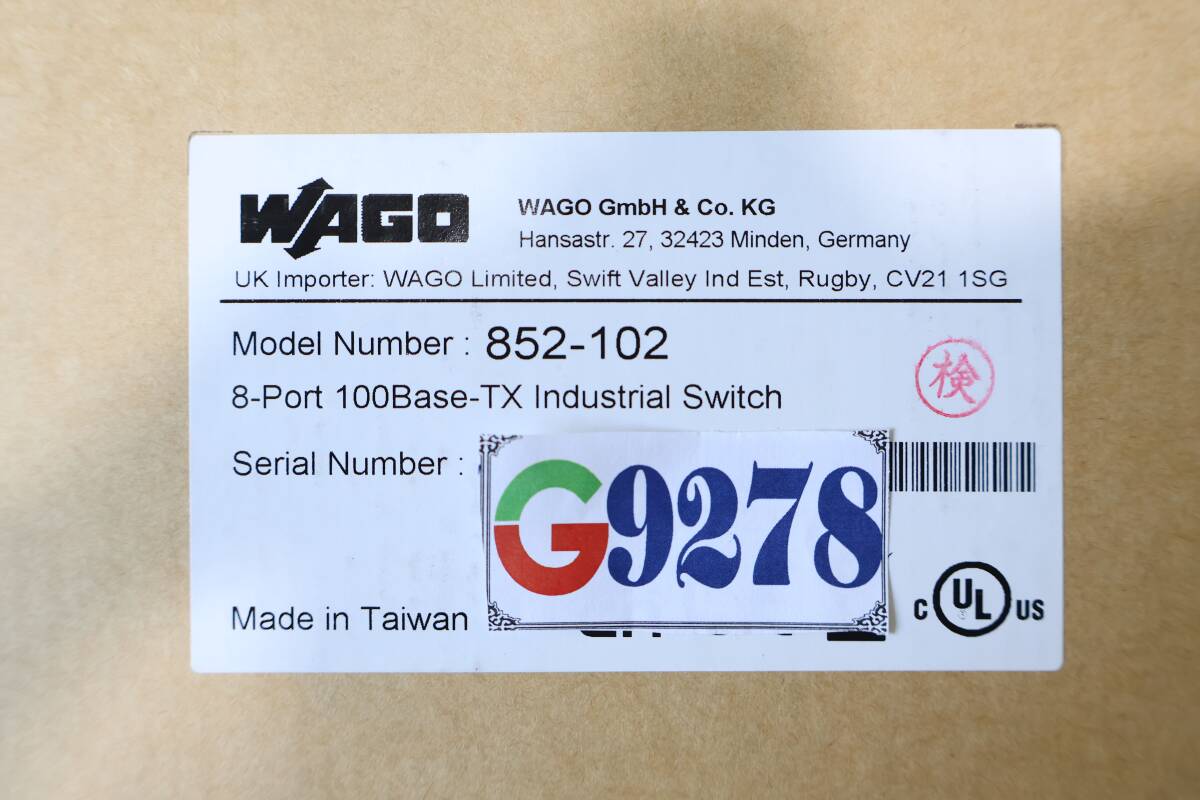 WAGO
WAGO GmbH & Co. KG
Hansastr. 27, 32423 Minden, Germany
UK Importer: WAGO Limited, Swift Valley Ind Est, Rugby, CV21 1SG
Model Number : 852-102
検
8-Port 100Base-TX Industrial Switch
Serial Number :
G9278
Made in Taiwan
C UL US